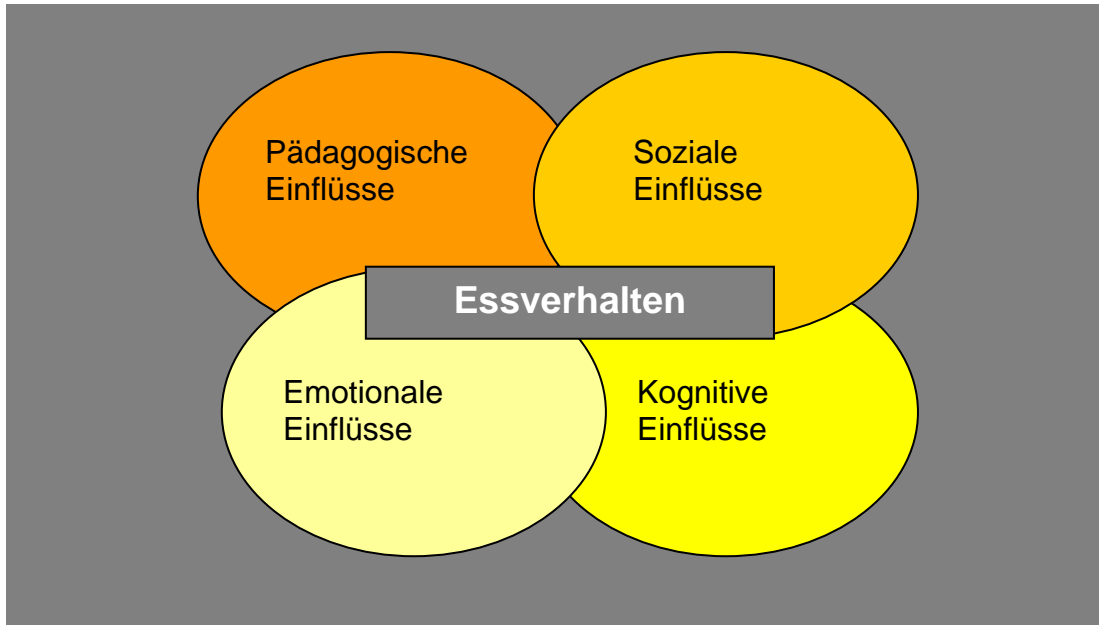 Pädagogische
Einflüsse
Soziale
Einflüsse
Essverhalten
Emotionale
Einflüsse
Kognitive
Einflüsse